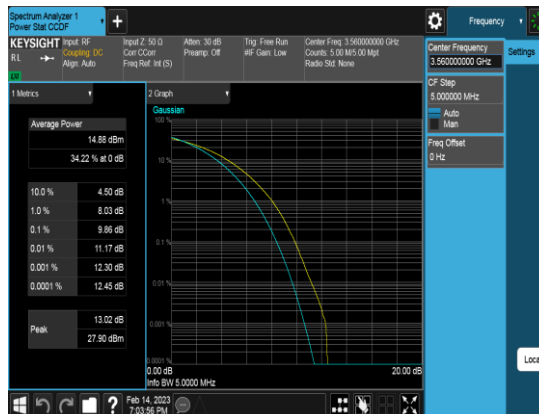 Spectrum Analyzer 1
Power Stat CCDF
Frequency
KEYSIGHT
Input: RF
Coupling: DC
Align: Auto
Input Z: 50 Ω
Corr CCorr
Freq Ref: Int (S)
Atten: 30 dB
Preamp: Off
Trig: Free Run
#IF Gain: Low
Center Freq: 3.560000000 GHz
Counts: 5.00 M/5.00 Mpt
Radio Std: None
RL
LXI
Center Frequency
3.560000000 GHz
Settings
CF Step
5.000000 MHz
Auto
Man
Freq Offset
0 Hz
1 Metrics
Average Power
14.88 dBm
34.22 % at 0 dB
10.0 % 4.50 dB
1.0 % 8.03 dB
0.1 % 9.86 dB
0.01 % 11.17 dB
0.001 % 12.30 dB
0.0001 % 12.45 dB
Peak 13.02 dB
27.90 dBm
2 Graph
Gaussian
100 %
10 %
1 %
0.1 %
0.01 %
0.001 %
0.0001 %
0.00 dB 20.00 dB
Info BW 5.0000 MHz
Loca
Feb 14, 2023
7:03:56 PM